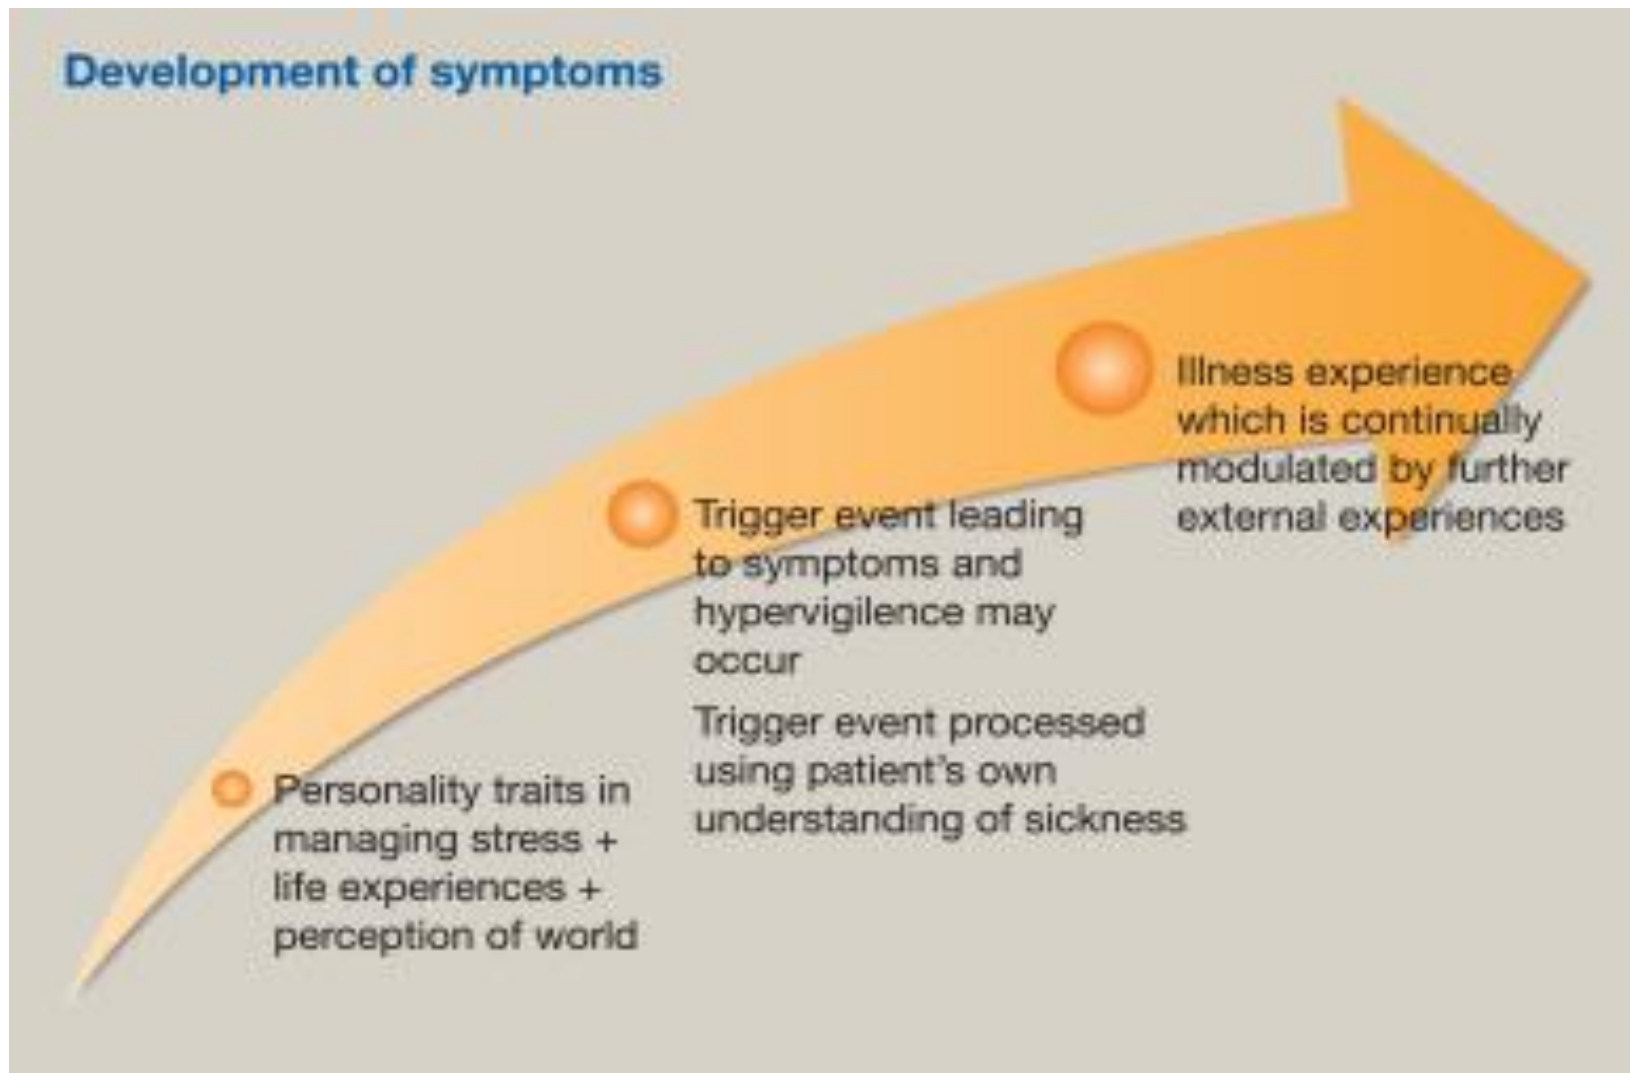 Development of symptoms
Illness experience
which is continually
modulated by further
external experiences
Trigger event leading
to symptoms and
hypervigilence may
occur
Trigger event processed
using patient's own
understanding of sickness
Personality traits in
managing stress +
life experiences +
perception of world